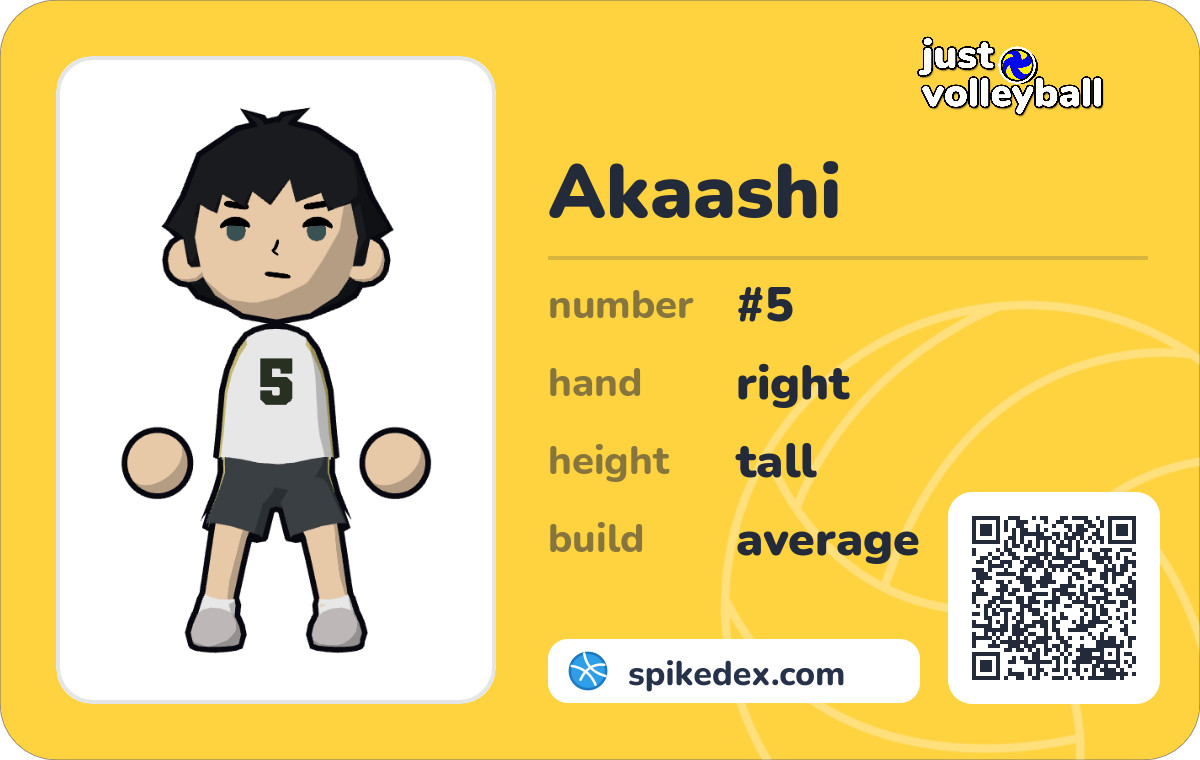 just
volleyball
Akaashi
number #5
hand right
height tall
build average
5
spikedex.com